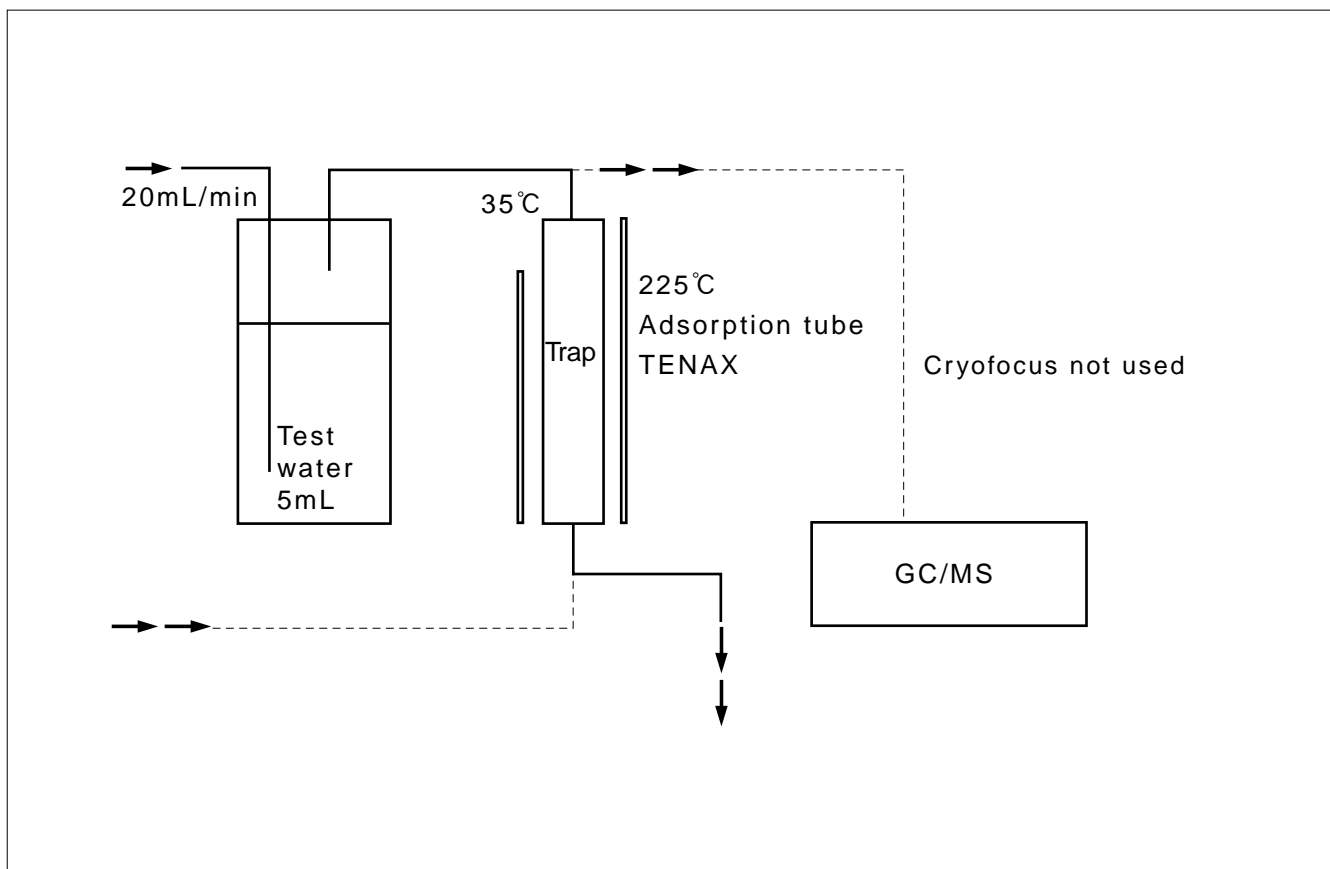 20mL/min
35℃
225℃
Adsorption tube
TENAX
Trap
Cryofocus not used
Test
water
5mL
GC/MS